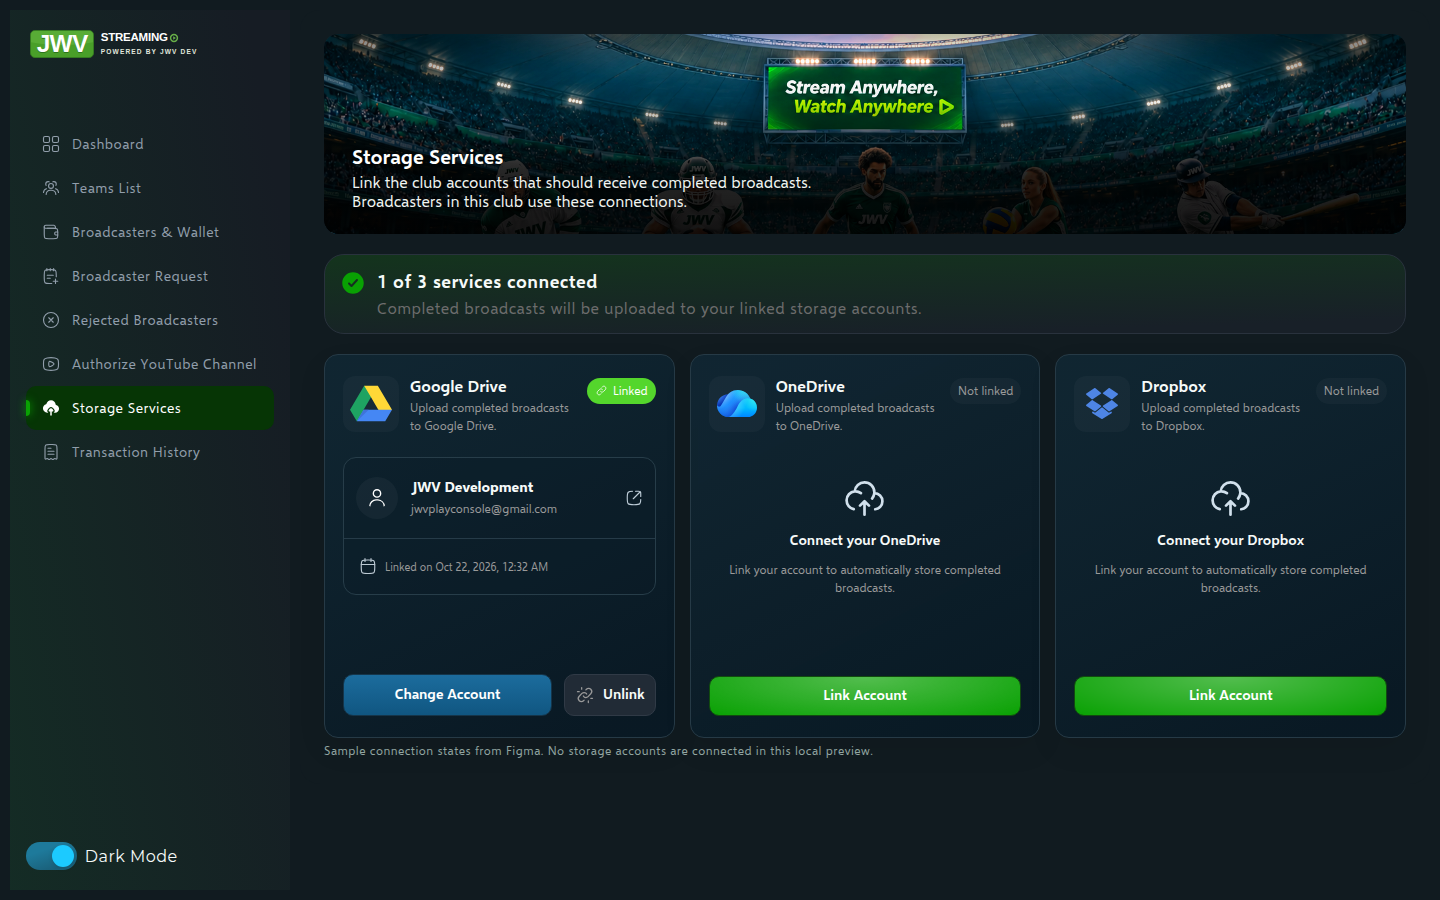 JWV STREAMING
POWERED BY JWV DEV
Dashboard
Teams List
Broadcasters & Wallet
Broadcaster Request
Rejected Broadcasters
Authorize YouTube Channel
Storage Services
Transaction History
Dark Mode
Stream Anywhere,
Watch Anywhere
Storage Services
Link the club accounts that should receive completed broadcasts.
Broadcasters in this club use these connections.
JWV
JWV
1 of 3 services connected
Completed broadcasts will be uploaded to your linked storage accounts.
Google Drive
Linked
Upload completed broadcasts
to Google Drive.
JWV Development
jwvplayconsole@gmail.com
Linked on Oct 22, 2026, 12:32 AM
Change Account
Unlink
OneDrive
Not linked
Upload completed broadcasts
to OneDrive.
Connect your OneDrive
Link your account to automatically store completed
broadcasts.
Link Account
Dropbox
Not linked
Upload completed broadcasts
to Dropbox.
Connect your Dropbox
Link your account to automatically store completed
broadcasts.
Link Account
Sample connection states from Figma. No storage accounts are connected in this local preview.